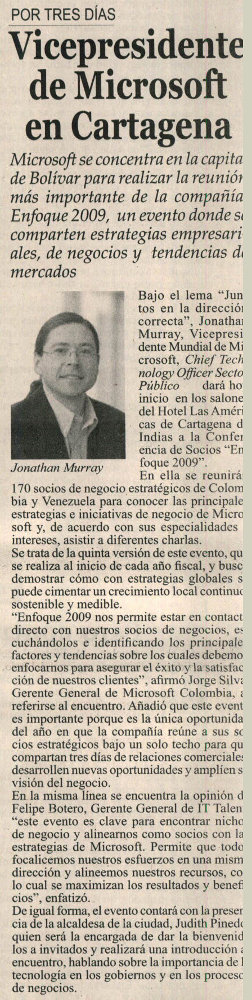 POR TRES DÍAS
Vicepresidente
de Microsoft
en Cartagena
Microsoft se concentra en la capita
de Bolívar para realizar la reunión
más importante de la compañía
Enfoque 2009, un evento donde se
comparten estrategias empresari-
ales, de negocios y tendencias de
mercados
Jonathan Murray
Bajo el lema “Jun
tos en la dirección
correcta”, Jonathan
Murray, Vicepresi
dente Mundial de Mi
crosoft, Chief Tech
nology Officer Secto
Público dará ho
inicio en los salone
del Hotel Las Améri
cas de Cartagena d
Indias a la Confer
encia de Socios “En
foque 2009”.
En ella se reunirá
170 socios de negocio estratégicos de Colom
bia y Venezuela para conocer las principale
estrategias e iniciativas de negocio de Micro
soft y, de acuerdo con sus especialidades
intereses, asistir a diferentes charlas.
Se trata de la quinta versión de este evento, qu
se realiza al inicio de cada año fiscal, y busc
demostrar cómo con estrategias globales s
puede cimentar un crecimiento local continuo
sostenible y medible.
“Enfoque 2009 nos permite estar en contact
directo con nuestros socios de negocios, es
cuchándolos e identificando los principale
factores y tendencias sobre los cuales debemo
enfocarnos para asegurar el éxito y la satisfac
ción de nuestros clientes”, afirmó Jorge Silva
Gerente General de Microsoft Colombia, a
referirse al encuentro. Añadió que este event
es importante porque es la única oportunida
del año en que la compañía reúne a sus so
cios estratégicos bajo un solo techo para qu
compartan tres días de relaciones comerciales
desarrollen nuevas oportunidades y amplíen s
visión del negocio.
En la misma línea se encuentra la opinión d
Felipe Botero, Gerente General de IT Talen
“este evento es clave para encontrar nicho
de negocio y alinearnos como socios con la
estrategias de Microsoft. Permite que todo
focalicemos nuestros esfuerzos en una mism
dirección y alineemos nuestros recursos, co
lo cual se maximizan los resultados y benefi
cios”, enfatizó.
De igual forma, el evento contará con la presen
cia de la alcaldesa de la ciudad, Judith Pinedo
quien será la encargada de dar la bienvenid
los a invitados y realizará una introducción a
encuentro, hablando sobre la importancia de l
tecnología en los gobiernos y en los proceso
de negocios.